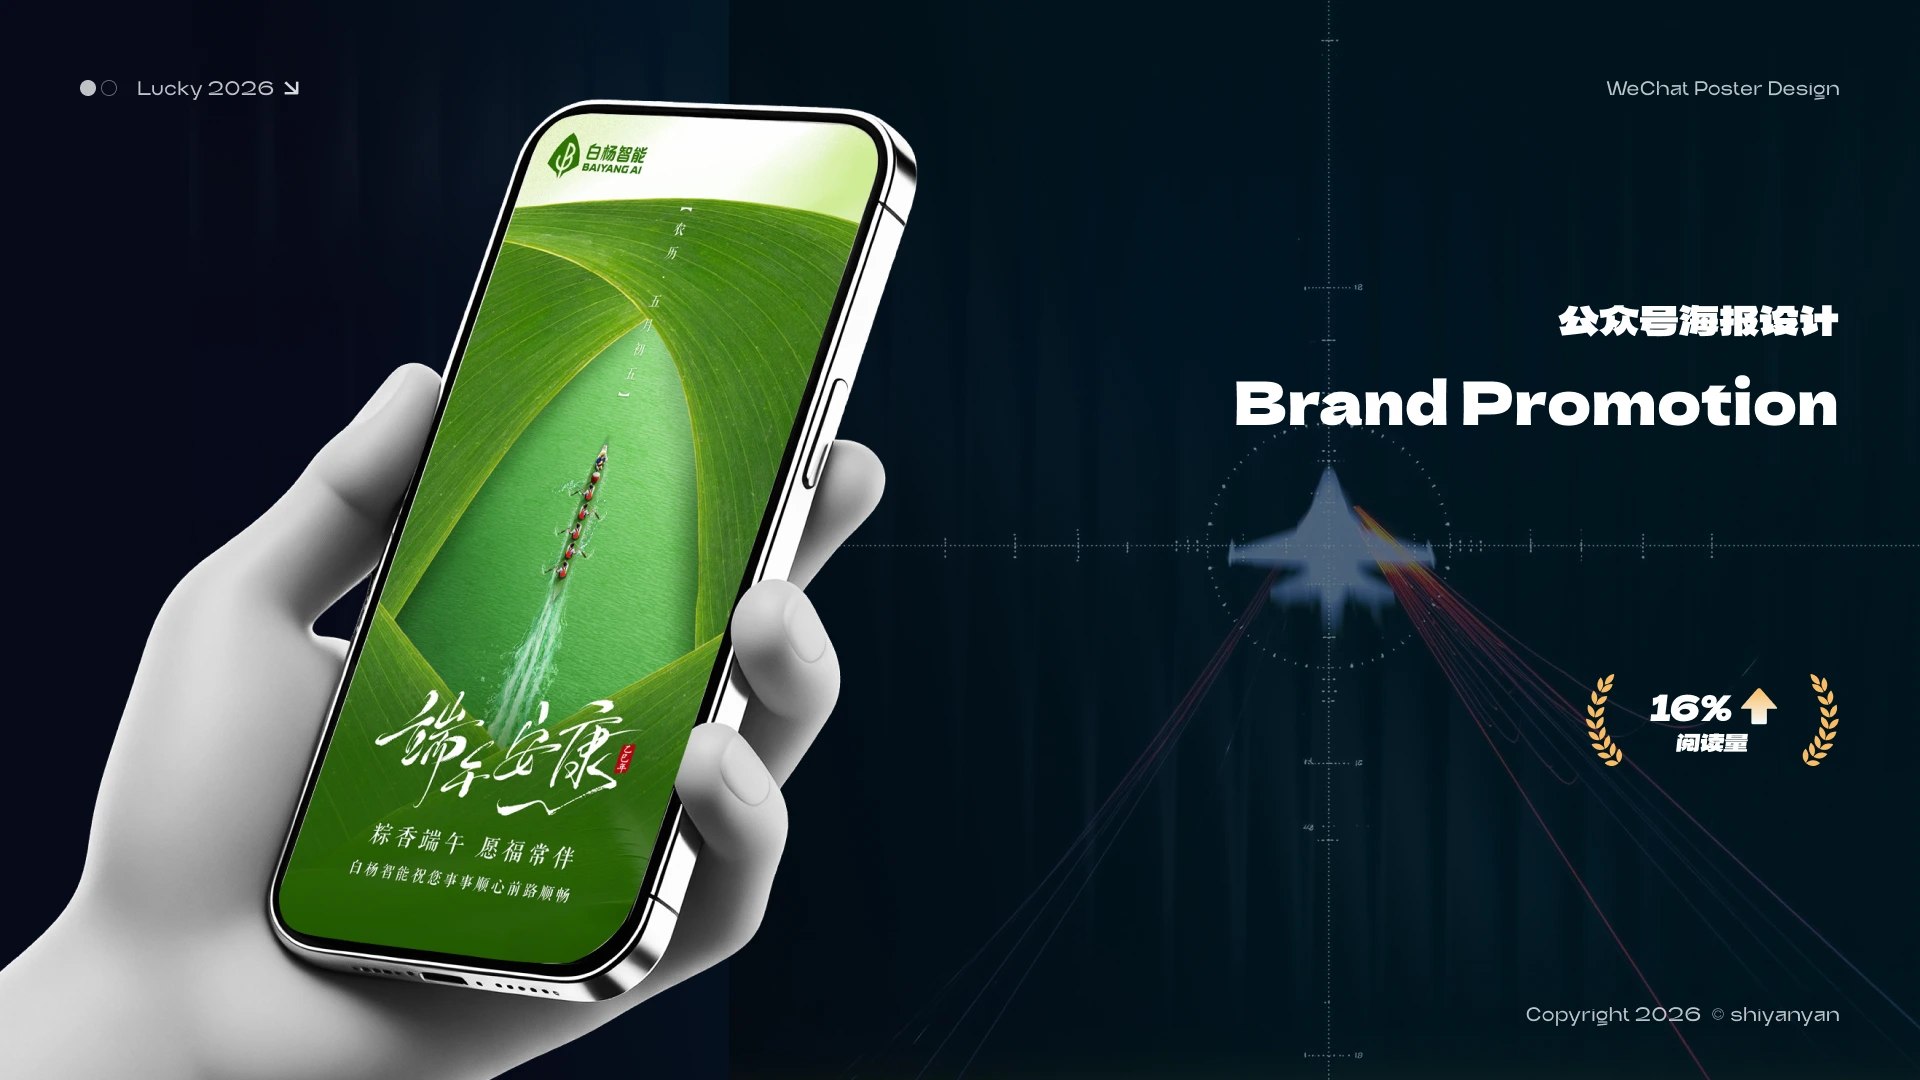 Lucky 2026
WeChat Poster Design
白杨智能
BAIYANG AI
【农历·五月初五】
端午安康
乙巳年
粽香端午 愿福常伴
白杨智能祝您事事顺心前路顺畅
公众号海报设计
Brand Promotion
16%
阅读量
Copyright 2026 © shiyanyan